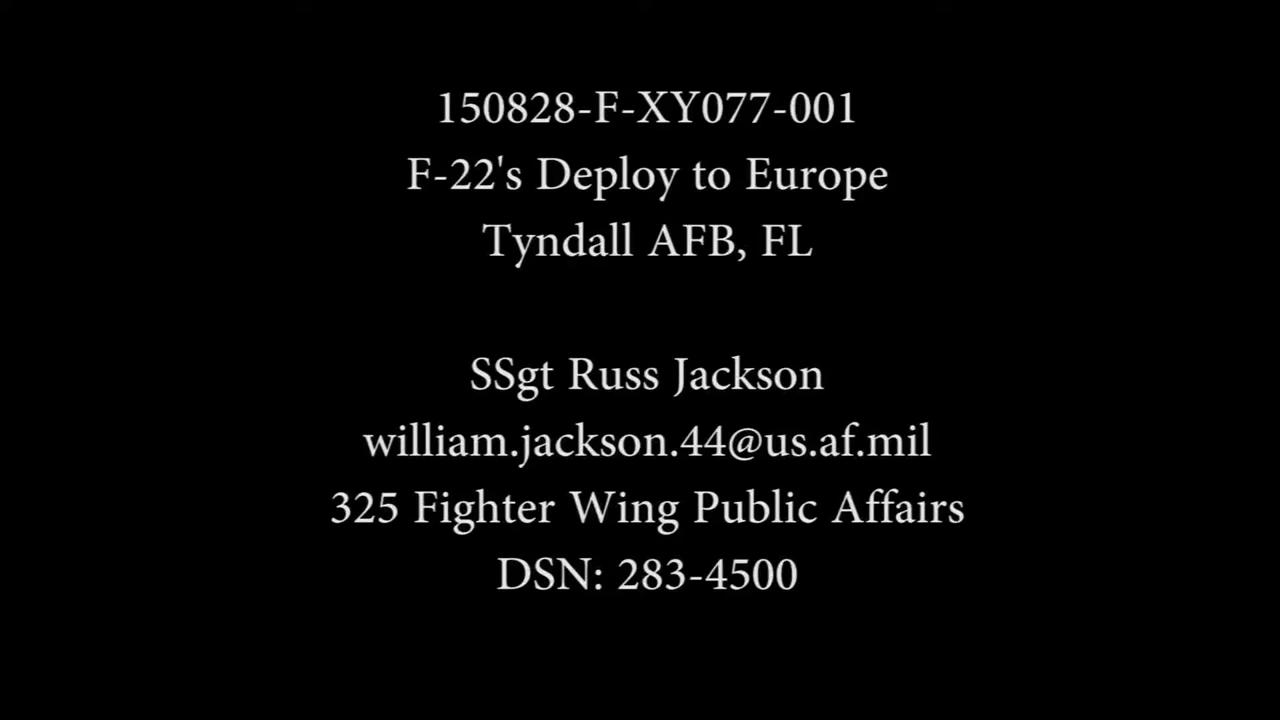 150828-F-XY077-001
F-22's Deploy to Europe
Tyndall AFB, FL
SSgt Russ Jackson
william.jackson.44@us.af.mil
325 Fighter Wing Public Affairs
DSN: 283-4500